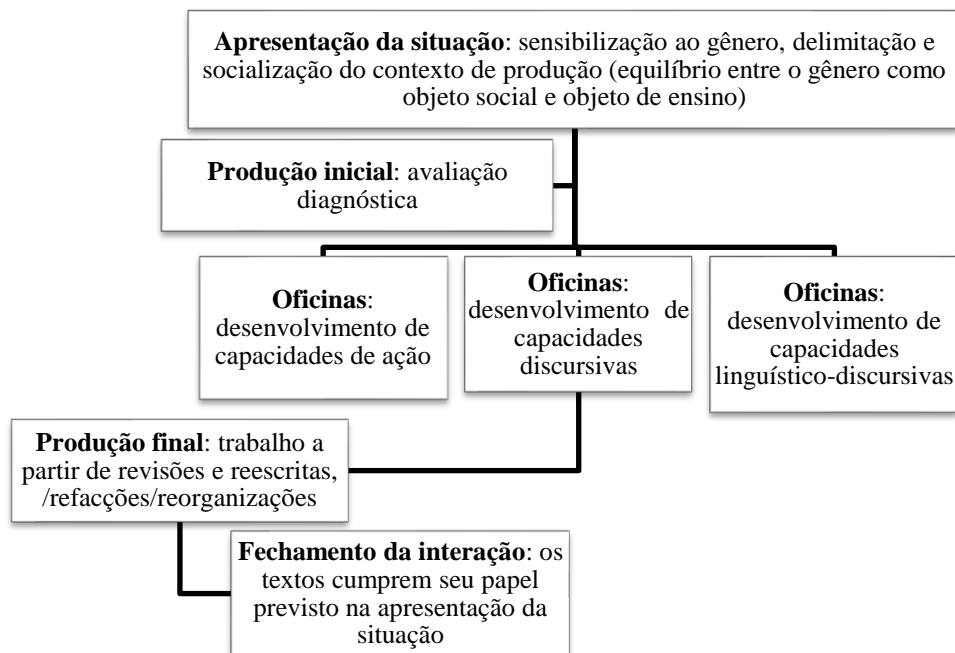 Apresentação da situação: sensibilização ao gênero, delimitação e
socialização do contexto de produção (equilíbrio entre o gênero como
objeto social e objeto de ensino)
Produção inicial: avaliação
diagnóstica
Oficinas:
desenvolvimento de
capacidades de ação
Oficinas:
desenvolvimento de
capacidades
discursivas
Oficinas:
desenvolvimento de
capacidades
linguístico-discursivas
Produção final: trabalho a
partir de revisões e reescritas,
/refacções/reorganizações
Fechamento da interação: os
textos cumprem seu papel
previsto na apresentação da
situação